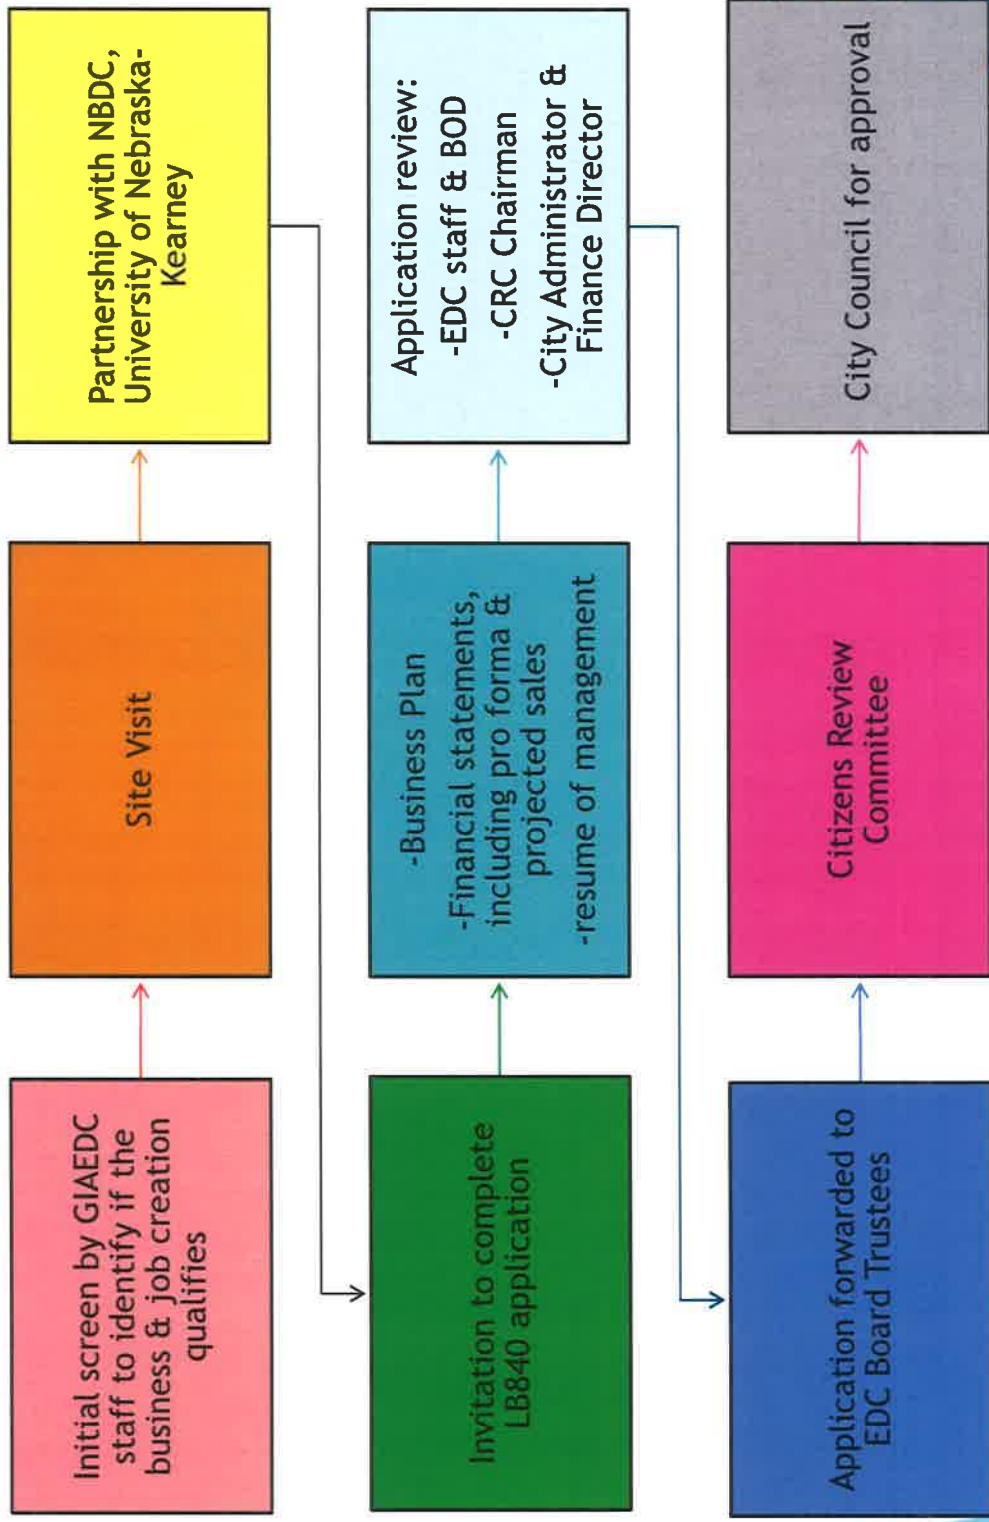 Initial screen by GIAEDC
staff to identify if the
business & job creation
qualifies
Site Visit
Partnership with NBDC,
University of Nebraska-
Kearney
Invitation to complete
LB840 application
-Business Plan
-Financial statements,
including pro forma &
projected sales
-resume of management
Application review:
-EDC staff & BOD
-CRC Chairman
-City Administrator &
Finance Director
Application forwarded to
EDC Board Trustees
Citizens Review
Committee
City Council for approval